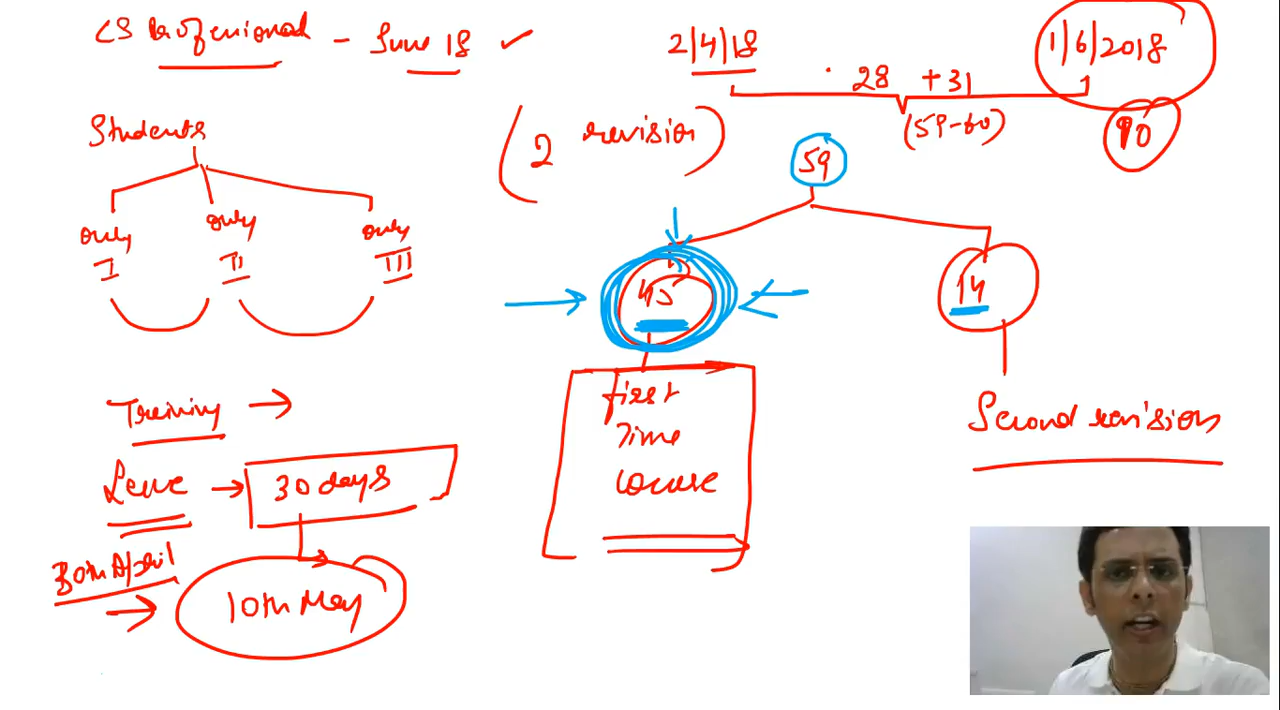 CS Professional - June 18
2/4/18
1/6/2018
28 +31
(59-60)
90
Students
(2 revision)
59
only I
only II
only III
45
14
first
Time
course
Second revision
Training →
Leave → 30 days
30th April
→ 10th May